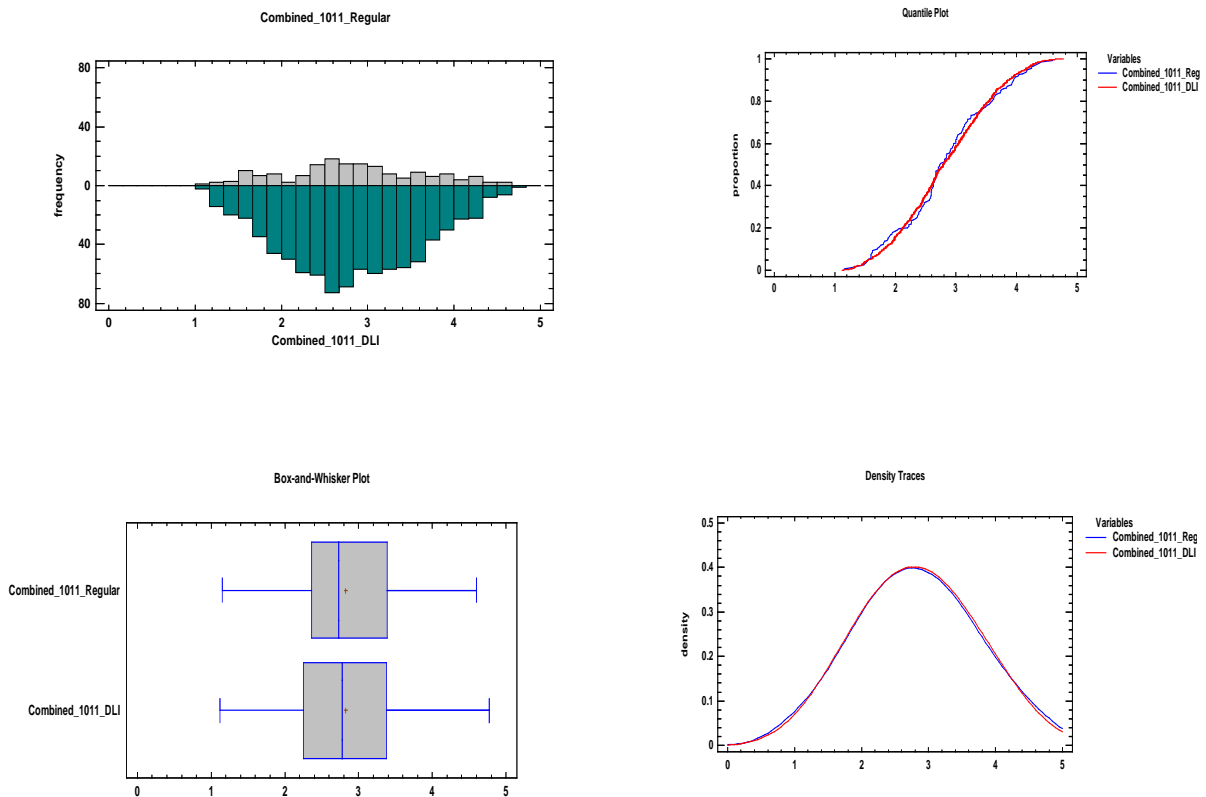 Combined_1011_Regular
80
40
0
40
80
frequency
0 1 2 3 4 5
Combined_1011_DLI
Quantile Plot
1
0.8
0.6
0.4
0.2
0
proportion
0 1 2 3 4 5
Variables
Combined_1011_Reg
Combined_1011_DLI
Box-and-Whisker Plot
Combined_1011_Regular
Combined_1011_DLI
0 1 2 3 4 5
Density Traces
0.5
0.4
0.3
0.2
0.1
0
density
0 1 2 3 4 5
Variables
Combined_1011_Reg
Combined_1011_DLI